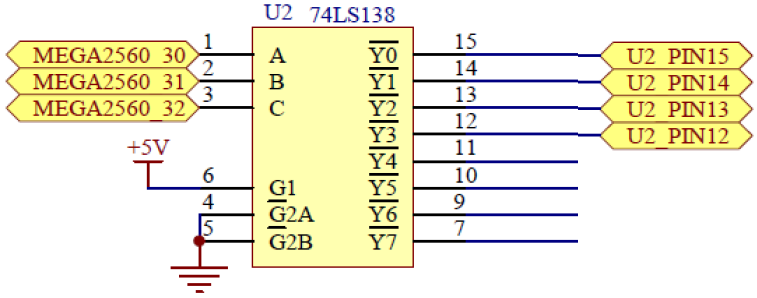 U2 74LS138
MEGA2560_30 1 A Y0 15 U2_PIN15
MEGA2560_31 2 B Y1 14 U2_PIN14
MEGA2560_32 3 C Y2 13 U2_PIN13
Y3 12 U2_PIN12
+5V Y4 11
6 G1 Y5 10
4 G2A Y6 9
5 G2B Y7 7